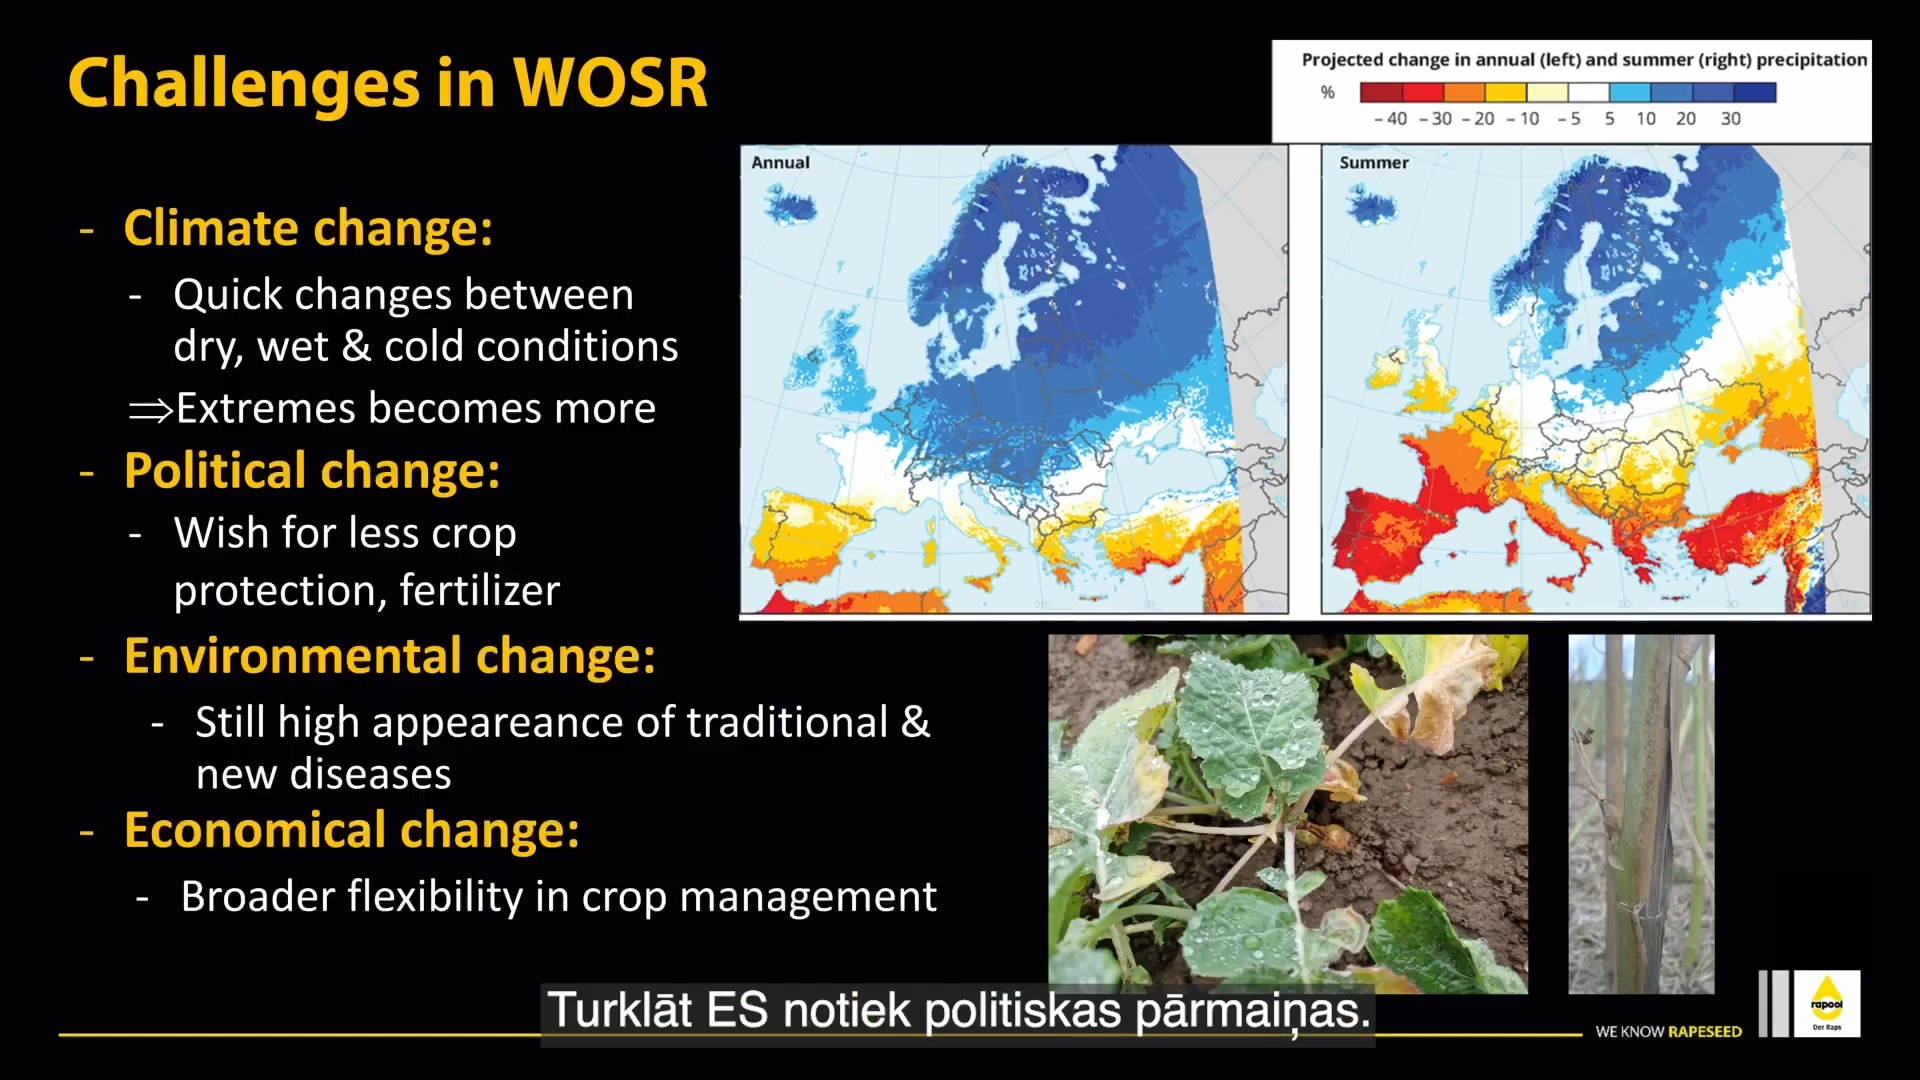 Challenges in WOSR
Projected change in annual (left) and summer (right) precipitation
%
– 40 – 30 – 20 – 10 – 5 5 10 20 30
Annual
Summer
- Climate change:
- Quick changes between
dry, wet & cold conditions
⇒Extremes becomes more
- Political change:
- Wish for less crop
protection, fertilizer
- Environmental change:
- Still high appeareance of traditional &
new diseases
- Economical change:
- Broader flexibility in crop management
Turklāt ES notiek politiskas pārmaiņas.
WE KNOW RAPESEED
rapool
Der Raps